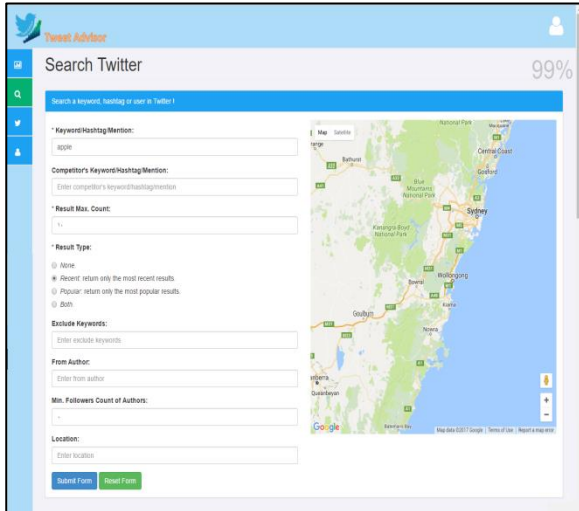 Tweet Advisor
Search Twitter
99%
Search a keyword, hashtag or user in Twitter !
* Keyword/Hashtag/Mention:
apple
Competitor's Keyword/Hashtag/Mention:
Enter competitor's keyword/hashtag/mention
* Result Max. Count:
* Result Type:
None
Recent: return only the most recent results.
Popular: return only the most popular results.
Both
Exclude Keywords:
Enter exclude keywords
From Author:
Enter from author
Min. Followers Count of Authors:
Location:
Enter location
Submit Form Reset Form
Map Satellite
National Park
Central Coast
Gosford
Bathurst
Blue
Mountains
National Park
Sydney
Kanangra-Boyd
National Park
Wollongong
Bowral
Kiama
Goulburn
Nowra
Queanbeyan
Batemans Bay
Google
Map data ©2017 Google Terms of Use Report a map error